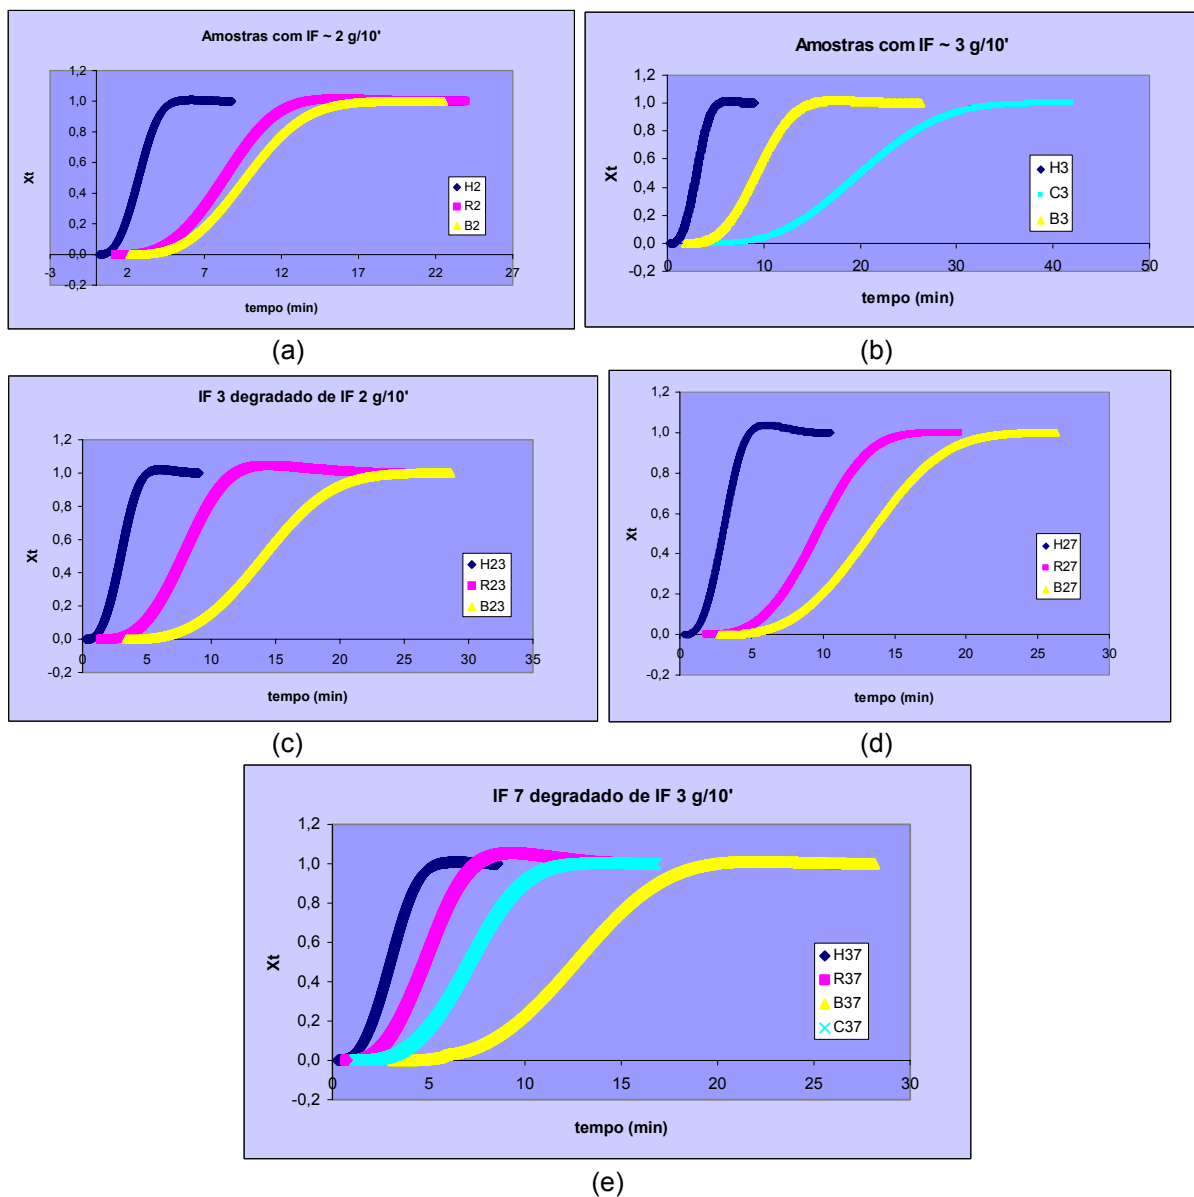 Amostras com IF ~ 2 g/10'
1,2
1,0
0,8
0,6
0,4
0,2
0,0
-0,2
-3 2 7 12 17 22 27
Xt
tempo (min)
H2
R2
B2
(a)
Amostras com IF ~ 3 g/10'
1,2
1,0
0,8
0,6
0,4
0,2
0,0
-0,2
0 10 20 30 40 50
Xt
tempo (min)
H3
C3
B3
(b)
IF 3 degradado de IF 2 g/10'
1,2
1,0
0,8
0,6
0,4
0,2
0,0
-0,2
0 5 10 15 20 25 30 35
Xt
tempo (min)
H23
R23
B23
(c)
1,2
1,0
0,8
0,6
0,4
0,2
0,0
-0,2
0 5 10 15 20 25 30
Xt
tempo (min)
H27
R27
B27
(d)
IF 7 degradado de IF 3 g/10'
1,2
1,0
0,8
0,6
0,4
0,2
0,0
-0,2
0 5 10 15 20 25 30
Xt
tempo (min)
H37
R37
B37
C37
(e)